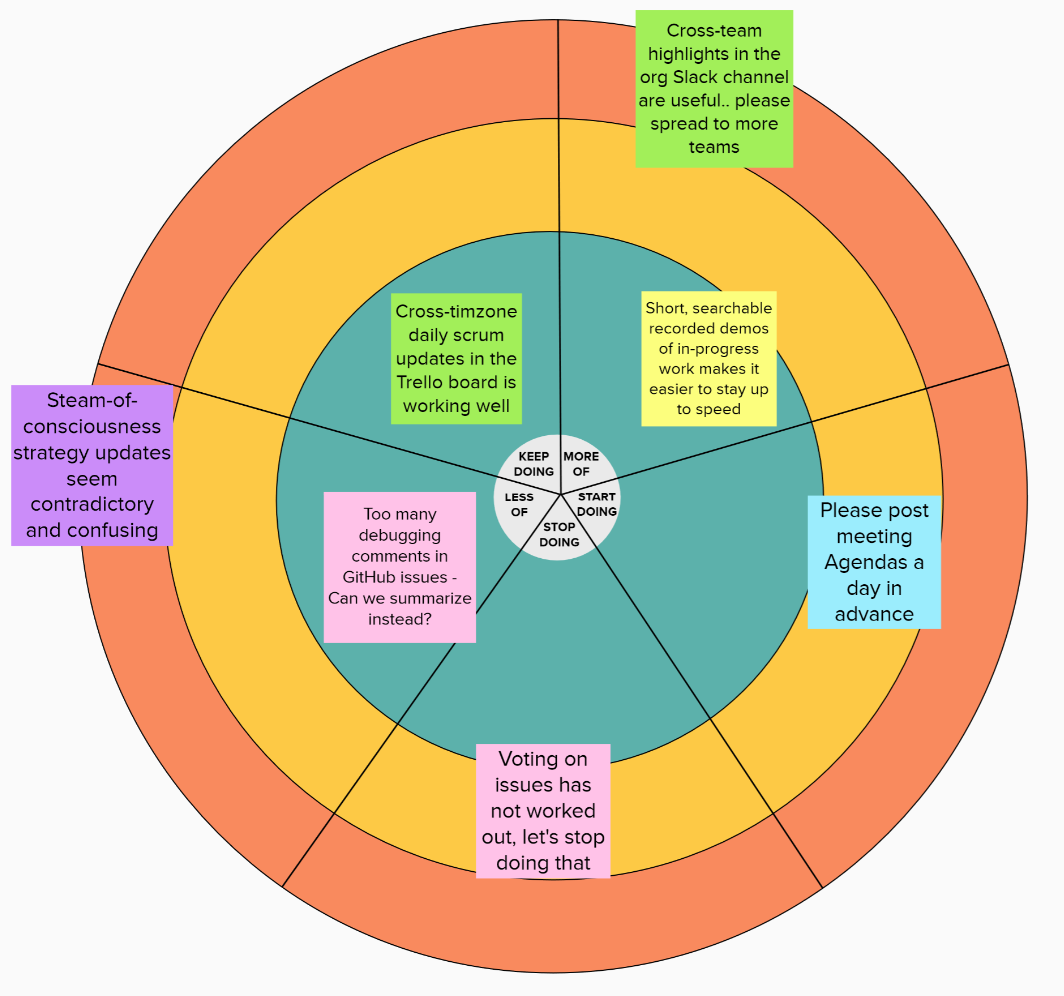 Cross-team
highlights in the
org Slack channel
are useful.. please
spread to more
teams
Cross-timzone
daily scrum
updates in the
Trello board is
working well
Short, searchable
recorded demos
of in-progress
work makes it
easier to stay up
to speed
Steam-of-
consciousness
strategy updates
seem
contradictory
and confusing
KEEP
DOING
MORE
OF
LESS
OF
START
DOING
STOP
DOING
Too many
debugging
comments in
GitHub issues -
Can we summarize
instead?
Please post
meeting
Agendas a
day in
advance
Voting on
issues has
not worked
out, let's stop
doing that